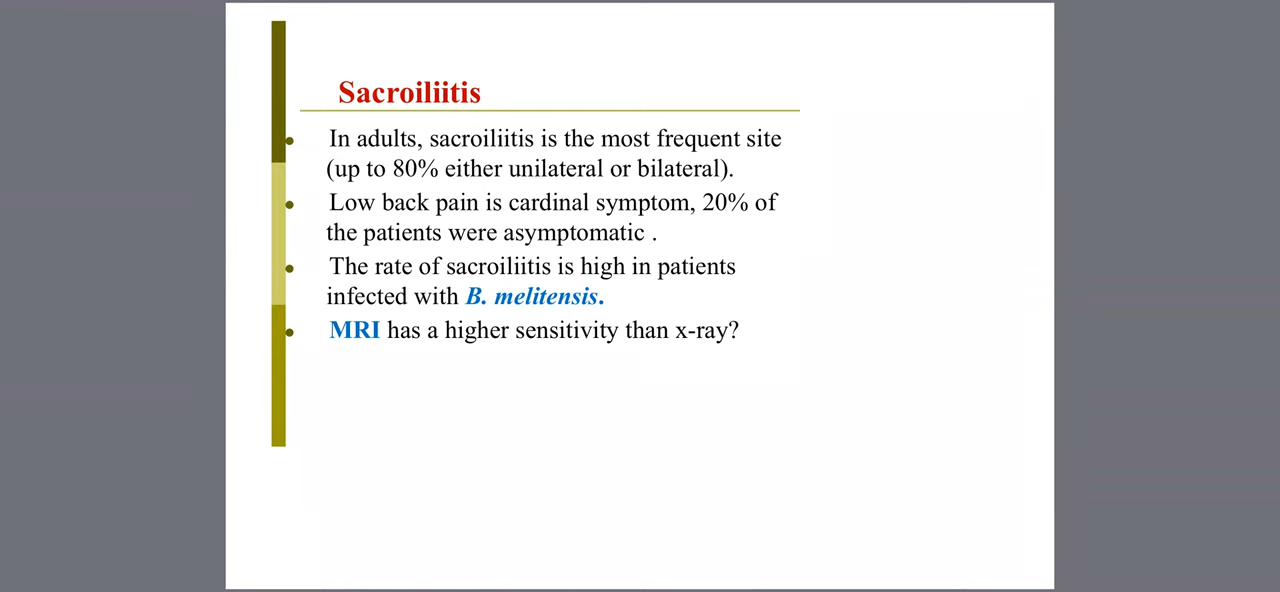 Sacroiliitis
• In adults, sacroiliitis is the most frequent site
(up to 80% either unilateral or bilateral).
• Low back pain is cardinal symptom, 20% of
the patients were asymptomatic .
• The rate of sacroiliitis is high in patients
infected with B. melitensis.
• MRI has a higher sensitivity than x-ray?